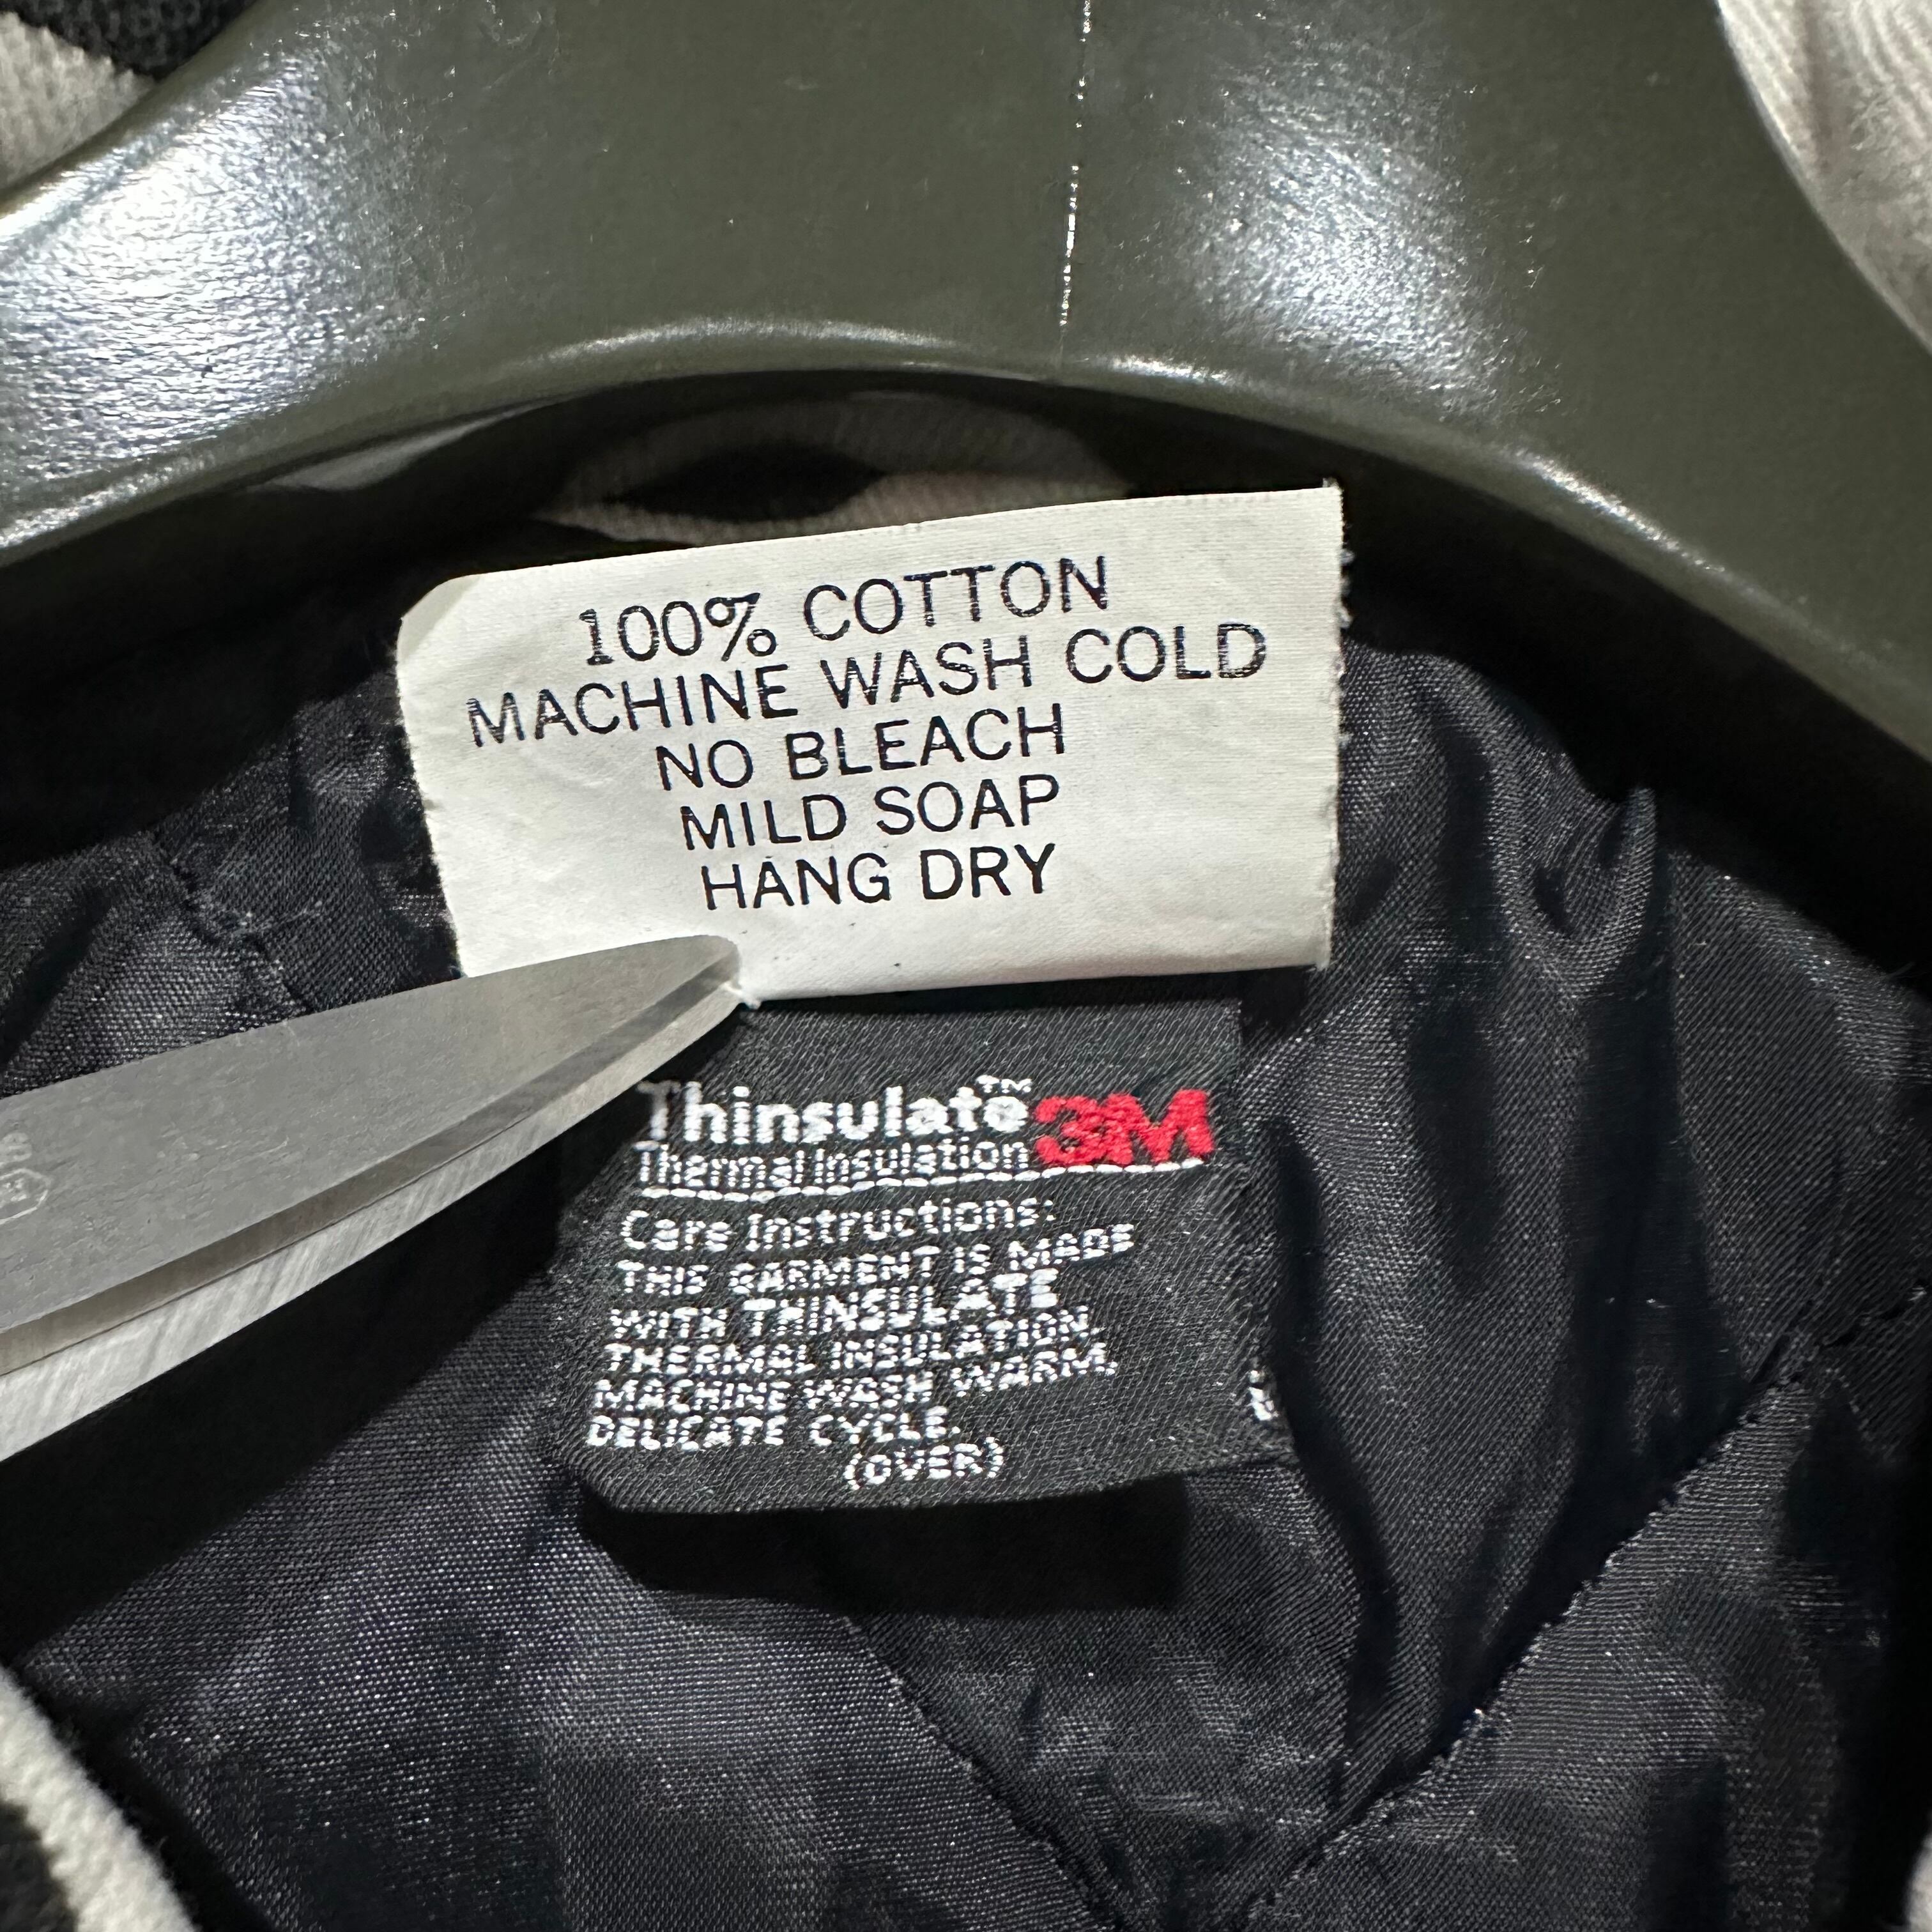 100% COTTON
MACHINE WASH COLD
NO BLEACH
MILD SOAP
HANG DRY
Thinsulate™ 3M
Thermal Insulation
Care Instructions:
THIS GARMENT IS MADE
WITH THINSULATE
THERMAL INSULATION.
MACHINE WASH WARM.
DELICATE CYCLE.
(OVER)